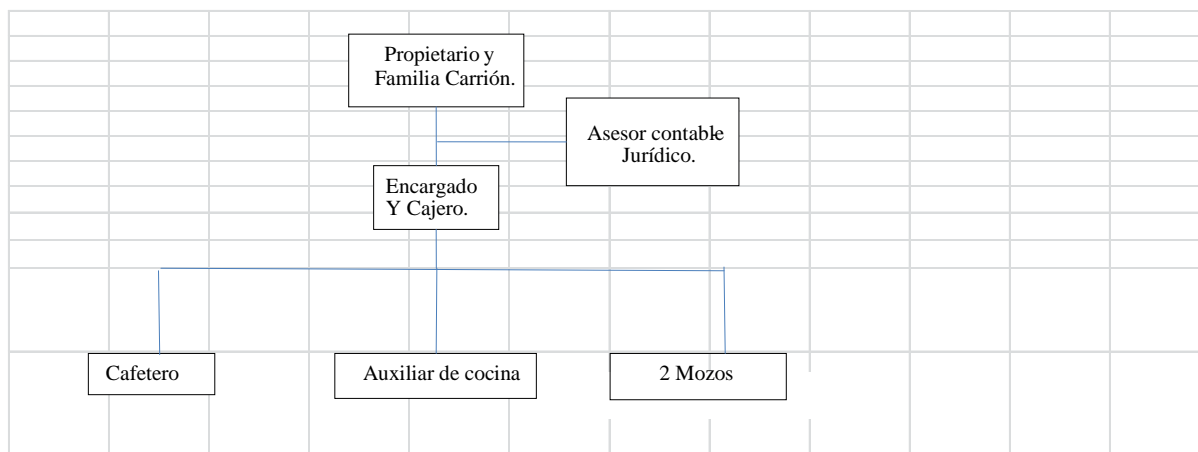 Propietario y
Familia Carrión.
Asesor contable-
Jurídico.
Encargado
Y Cajero.
Cafetero
Auxiliar de cocina
2 Mozos